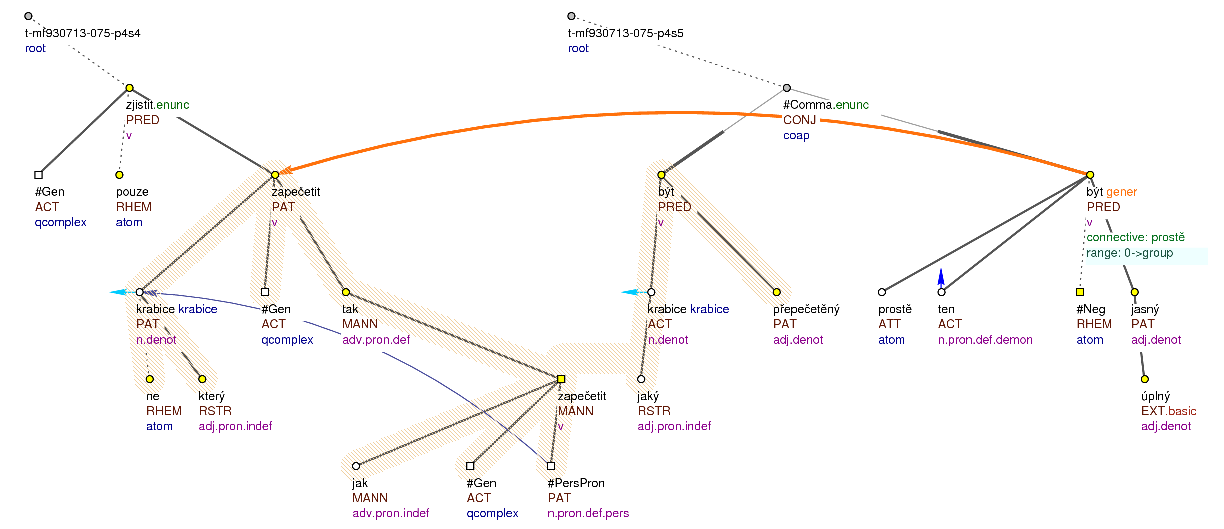 t-mf930713-075-p4s4
root
t-mf930713-075-p4s5
root
zjistit.enunc
PRED
v
#Comma.enunc
CONJ
coap
#Gen
ACT
qcomplex
pouze
RHEM
atom
zapečetit
PAT
v
být
PRED
v
být gener
PRED
v
connective: prostě
range: 0->group
krabice krabice
PAT
n.denot
#Gen
ACT
qcomplex
tak
MANN
adv.pron.def
krabice krabice
ACT
n.denot
přepečetěný
PAT
adj.denot
prostě
ATT
atom
ten
ACT
n.pron.def.demon
#Neg
RHEM
atom
jasný
PAT
adj.denot
ne
RHEM
atom
který
RSTR
adj.pron.indef
zapečetit
MANN
v
jaký
RSTR
adj.pron.indef
úplný
EXT.basic
adj.denot
jak
MANN
adv.pron.indef
#Gen
ACT
qcomplex
#PersPron
PAT
n.pron.def.pers